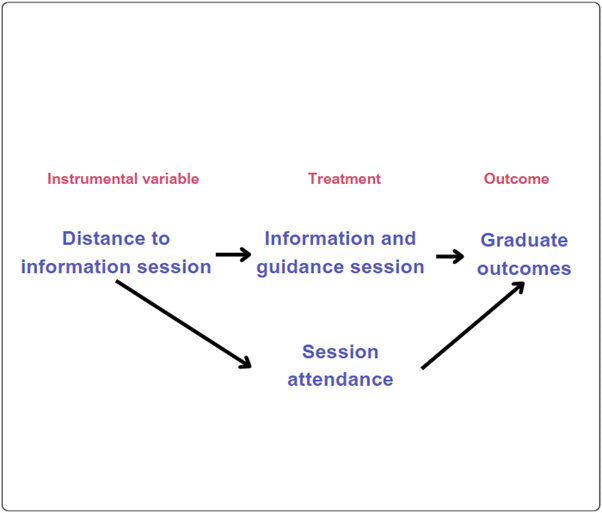 Instrumental variable
Treatment
Outcome
Distance to
information session
Information and
guidance session
Graduate
outcomes
Session
attendance